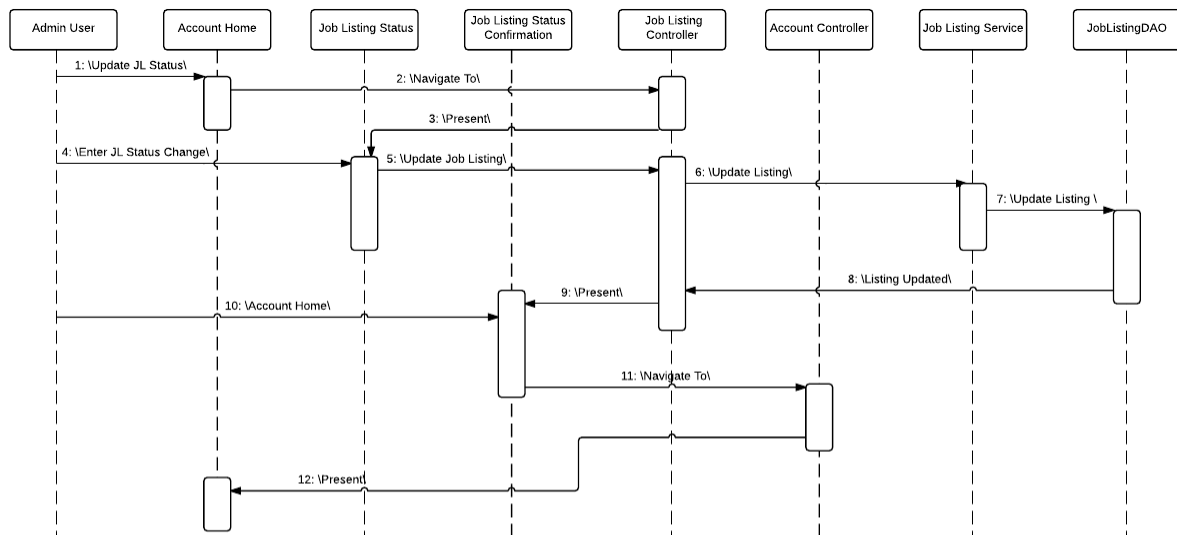 Admin User
Account Home
Job Listing Status
Job Listing Status
Confirmation
Job Listing
Controller
Account Controller
Job Listing Service
JobListingDAO
1: \Update JL Status\
2: \Navigate To\
3: \Present\
4: \Enter JL Status Change\
5: \Update Job Listing\
6: \Update Listing\
7: \Update Listing \
8: \Listing Updated\
9: \Present\
10: \Account Home\
11: \Navigate To\
12: \Present\